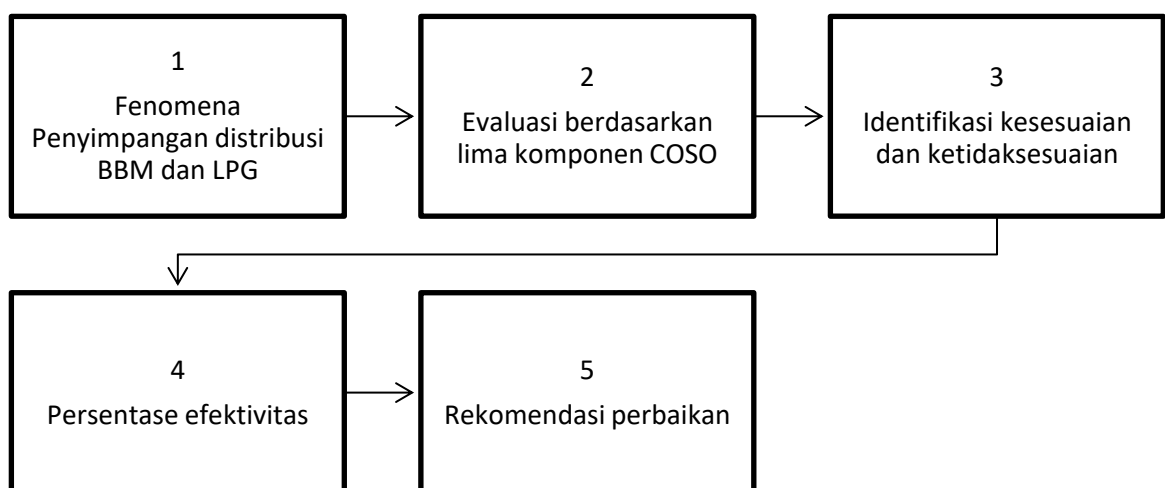 1
Fenomena
Penyimpangan distribusi
BBM dan LPG
2
Evaluasi berdasarkan
lima komponen COSO
3
Identifikasi kesesuaian
dan ketidaksesuaian
4
Persentase efektivitas
5
Rekomendasi perbaikan